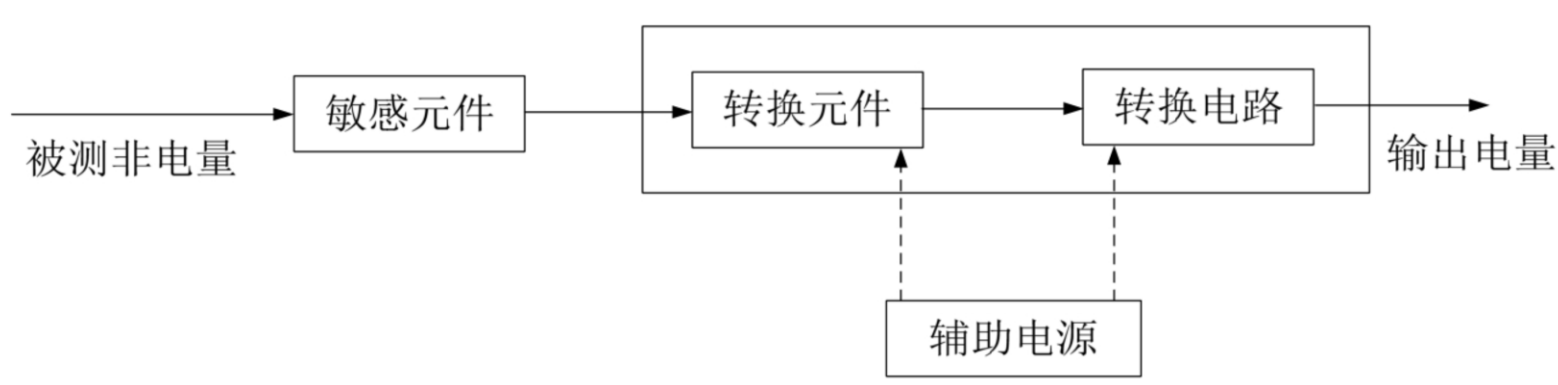 被测非电量
敏感元件
转换元件
转换电路
输出电量
辅助电源